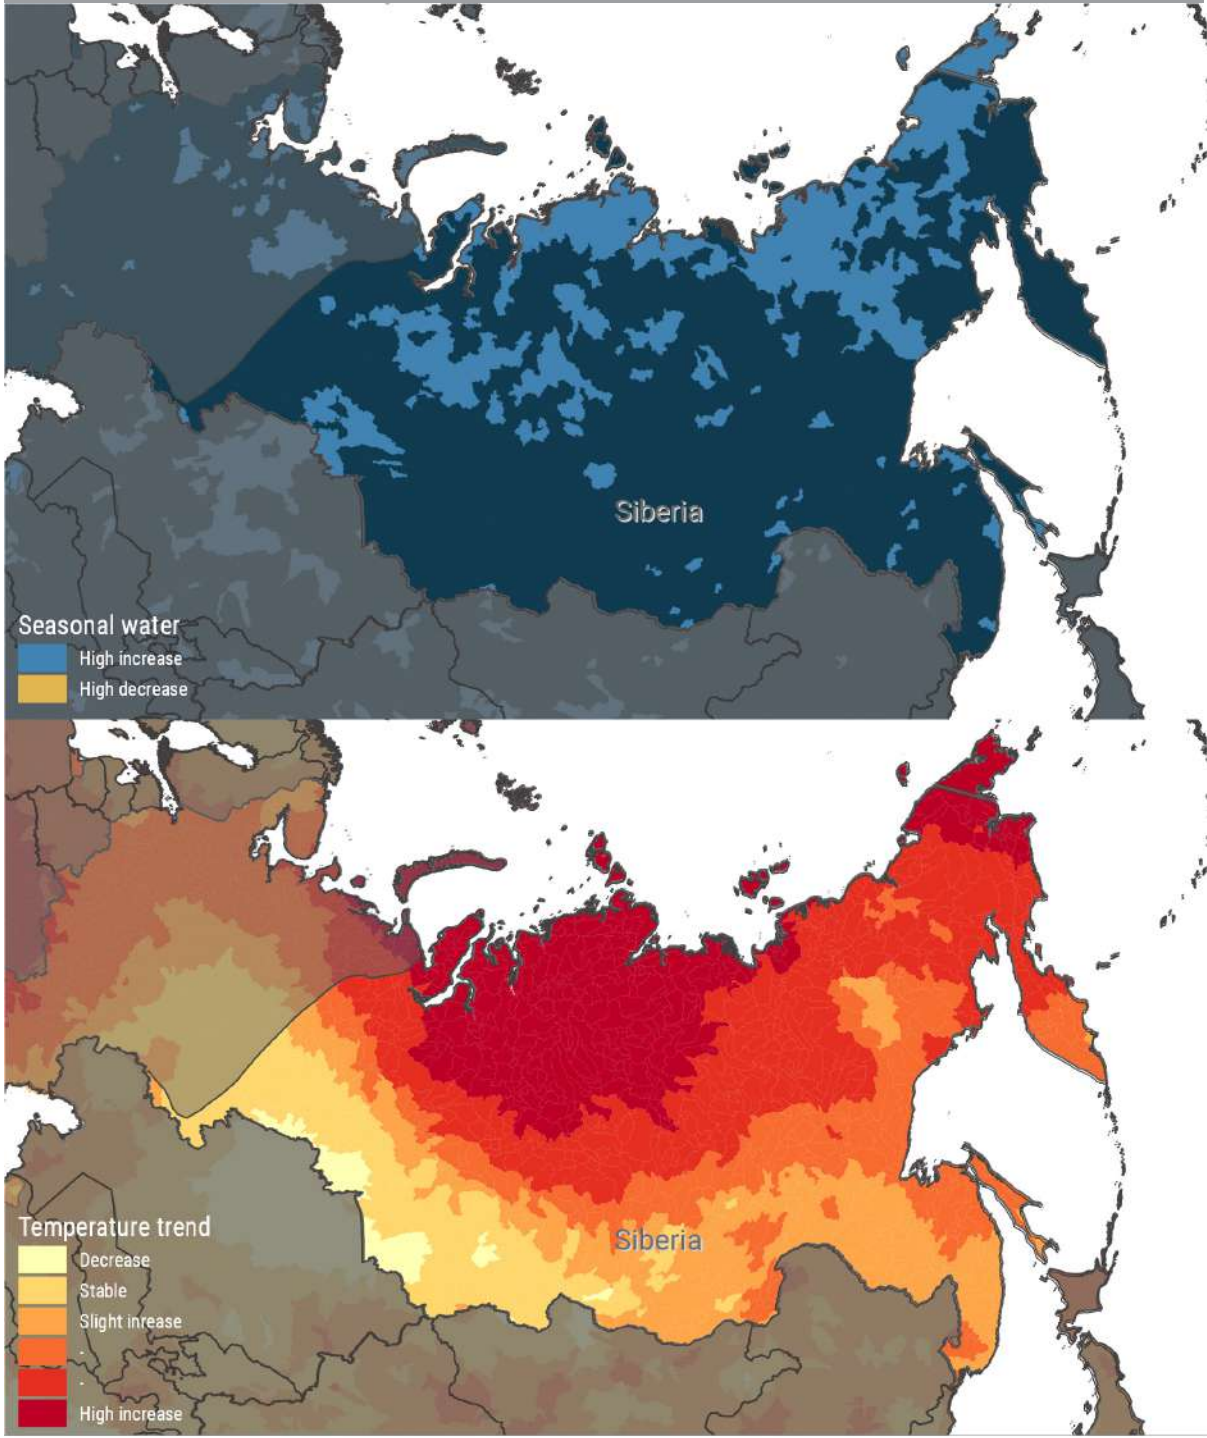 Siberia
Seasonal water
High increase
High decrease
Siberia
Temperature trend
Decrease
Stable
Slight inrease
-
-
High increase